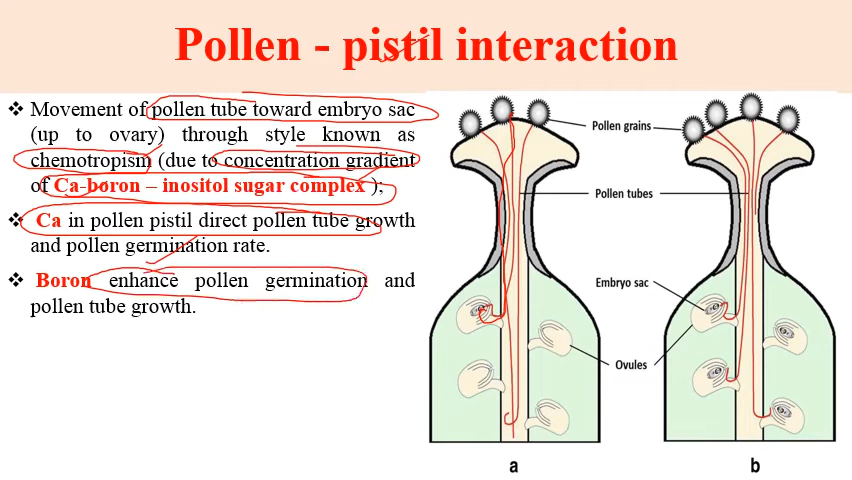 Pollen - pistil interaction
❖ Movement of pollen tube toward embryo sac
(up to ovary) through style known as
chemotropism (due to concentration gradient
of Ca-boron – inositol sugar complex );
❖ Ca in pollen pistil direct pollen tube growth
and pollen germination rate.
❖ Boron enhance pollen germination and
pollen tube growth.
Pollen grains
Pollen tubes
Embryo sac
Ovules
a
b